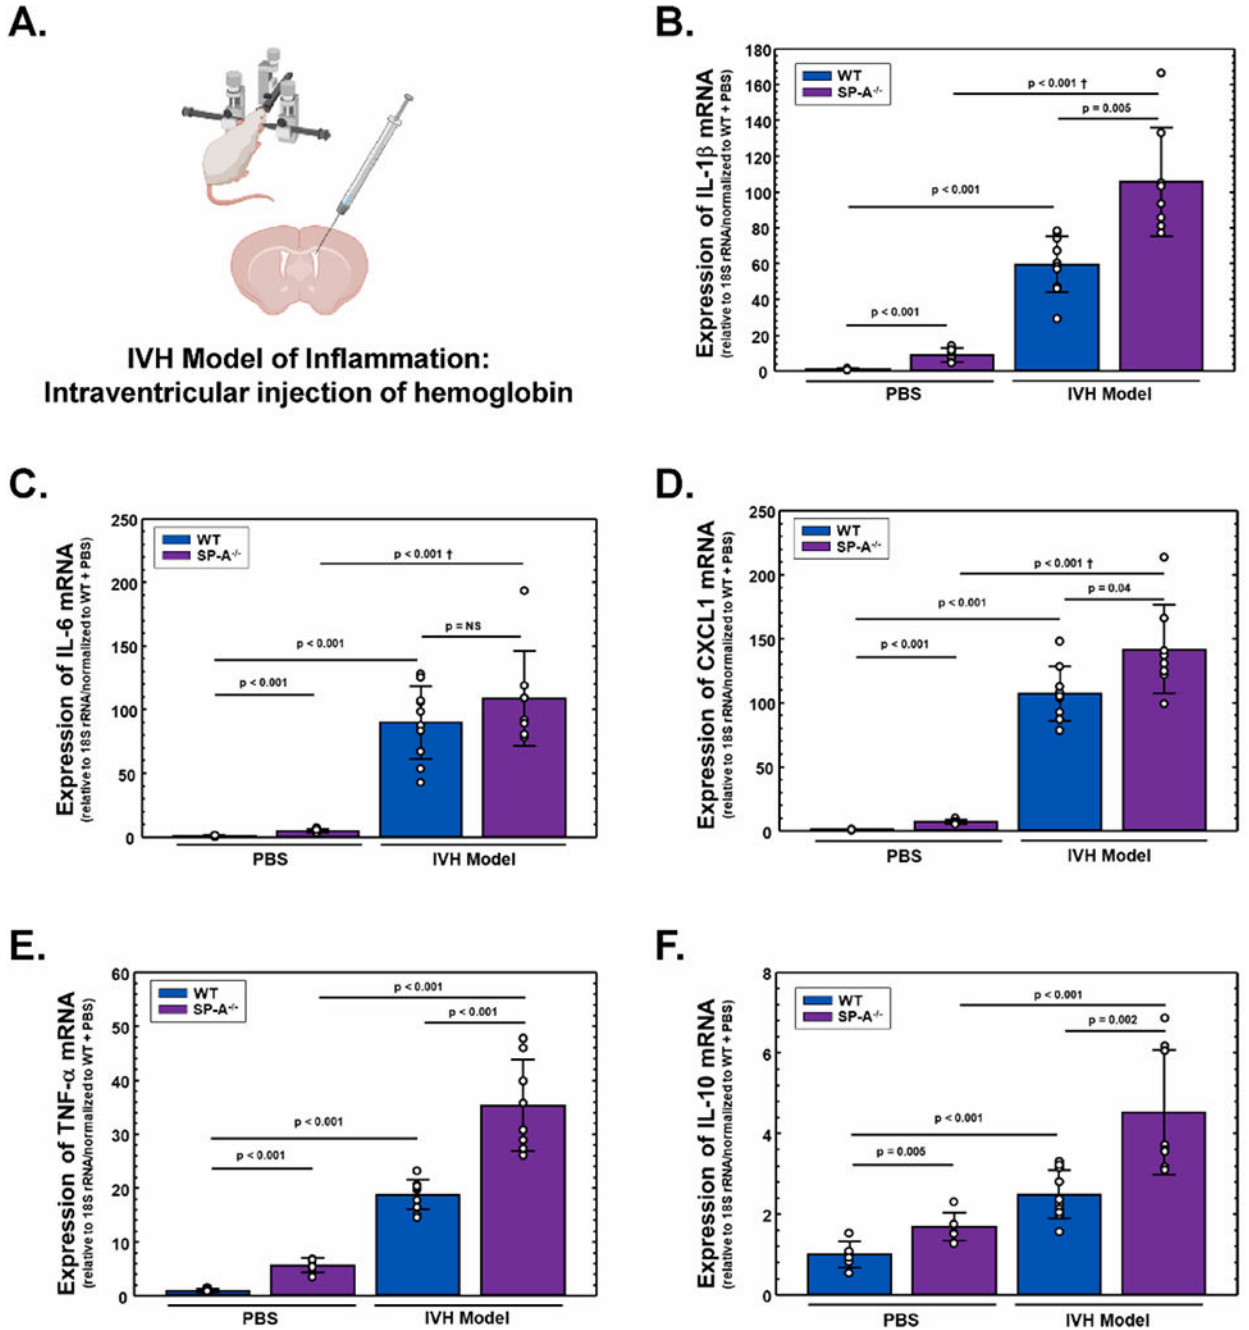 A.
IVH Model of Inflammation:
Intraventricular injection of hemoglobin
B.
Expression of IL-1β mRNA
(relative to 18S rRNA/normalized to WT + PBS)
180
160
140
120
100
80
60
40
20
0
WT
SP-A-/-
p < 0.001 †
p = 0.005
p < 0.001
p < 0.001
PBS
IVH Model
C.
Expression of IL-6 mRNA
(relative to 18S rRNA/normalized to WT + PBS)
250
200
150
100
50
0
WT
SP-A-/-
p < 0.001 †
p = NS
p < 0.001
p < 0.001
PBS
IVH Model
D.
Expression of CXCL1 mRNA
(relative to 18S rRNA/normalized to WT + PBS)
250
200
150
100
50
0
WT
SP-A-/-
p < 0.001 †
p = 0.04
p < 0.001
p < 0.001
PBS
IVH Model
E.
Expression of TNF-α mRNA
(relative to 18S rRNA/normalized to WT + PBS)
60
50
40
30
20
10
0
WT
SP-A-/-
p < 0.001
p < 0.001
p < 0.001
p < 0.001
PBS
IVH Model
F.
Expression of IL-10 mRNA
(relative to 18S rRNA/normalized to WT + PBS)
8
6
4
2
0
WT
SP-A-/-
p < 0.001
p = 0.002
p < 0.001
p = 0.005
PBS
IVH Model